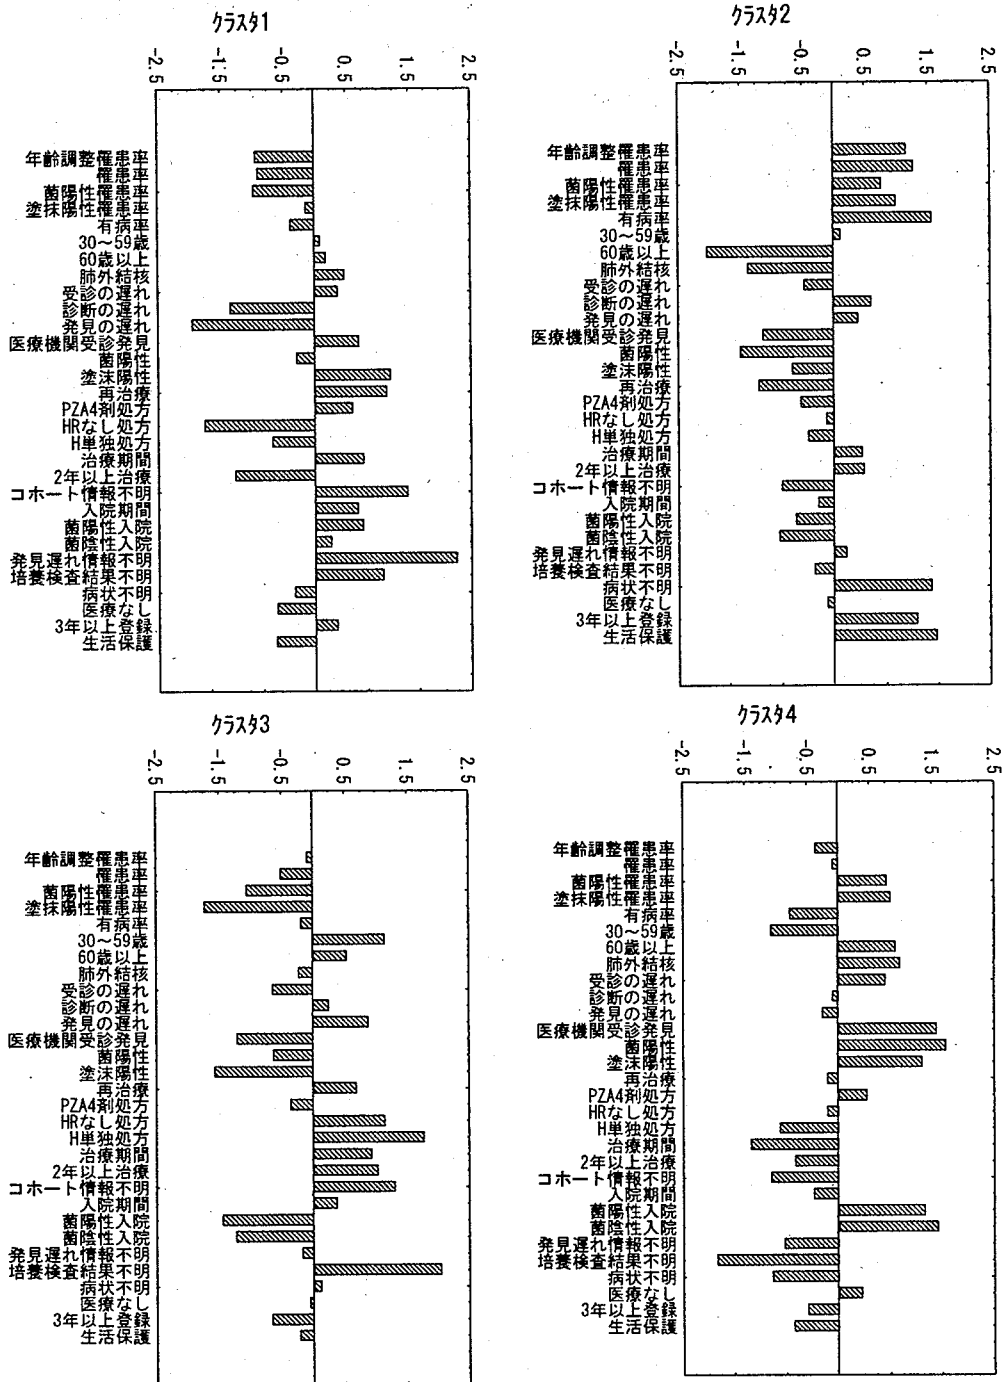 クラスタ1
-2.5
-1.5
-0.5
0.5
1.5
2.5
年齢調整罹患率
罹患率
菌陽性罹患率
塗抹陽性罹患率
有病率
30～59歳
60歳以上
肺外結核
受診の遅れ
診断の遅れ
発見の遅れ
医療機関受診発見
菌陽性
塗沫陽性
再治療
PZA4剤処方
HRなし処方
H単独処方
治療期間
2年以上治療
コホート情報不明
入院期間
菌陽性入院
菌陰性入院
発見遅れ情報不明
培養検査結果不明
病状不明
医療なし
3年以上登録
生活保護
クラスタ2
-2.5
-1.5
-0.5
0.5
1.5
2.5
年齢調整罹患率
罹患率
菌陽性罹患率
塗抹陽性罹患率
有病率
30～59歳
60歳以上
肺外結核
受診の遅れ
診断の遅れ
発見の遅れ
医療機関受診発見
菌陽性
塗沫陽性
再治療
PZA4剤処方
HRなし処方
H単独処方
治療期間
2年以上治療
コホート情報不明
入院期間
菌陽性入院
菌陰性入院
発見遅れ情報不明
培養検査結果不明
病状不明
医療なし
3年以上登録
生活保護
クラスタ3
-2.5
-1.5
-0.5
0.5
1.5
2.5
年齢調整罹患率
罹患率
菌陽性罹患率
塗抹陽性罹患率
有病率
30～59歳
60歳以上
肺外結核
受診の遅れ
診断の遅れ
発見の遅れ
医療機関受診発見
菌陽性
塗沫陽性
再治療
PZA4剤処方
HRなし処方
H単独処方
治療期間
2年以上治療
コホート情報不明
入院期間
菌陽性入院
菌陰性入院
発見遅れ情報不明
培養検査結果不明
病状不明
医療なし
3年以上登録
生活保護
クラスタ4
-2.5
-1.5
-0.5
0.5
1.5
2.5
年齢調整罹患率
罹患率
菌陽性罹患率
塗抹陽性罹患率
有病率
30～59歳
60歳以上
肺外結核
受診の遅れ
診断の遅れ
発見の遅れ
医療機関受診発見
菌陽性
塗沫陽性
再治療
PZA4剤処方
HRなし処方
H単独処方
治療期間
2年以上治療
コホート情報不明
入院期間
菌陽性入院
菌陰性入院
発見遅れ情報不明
培養検査結果不明
病状不明
医療なし
3年以上登録
生活保護